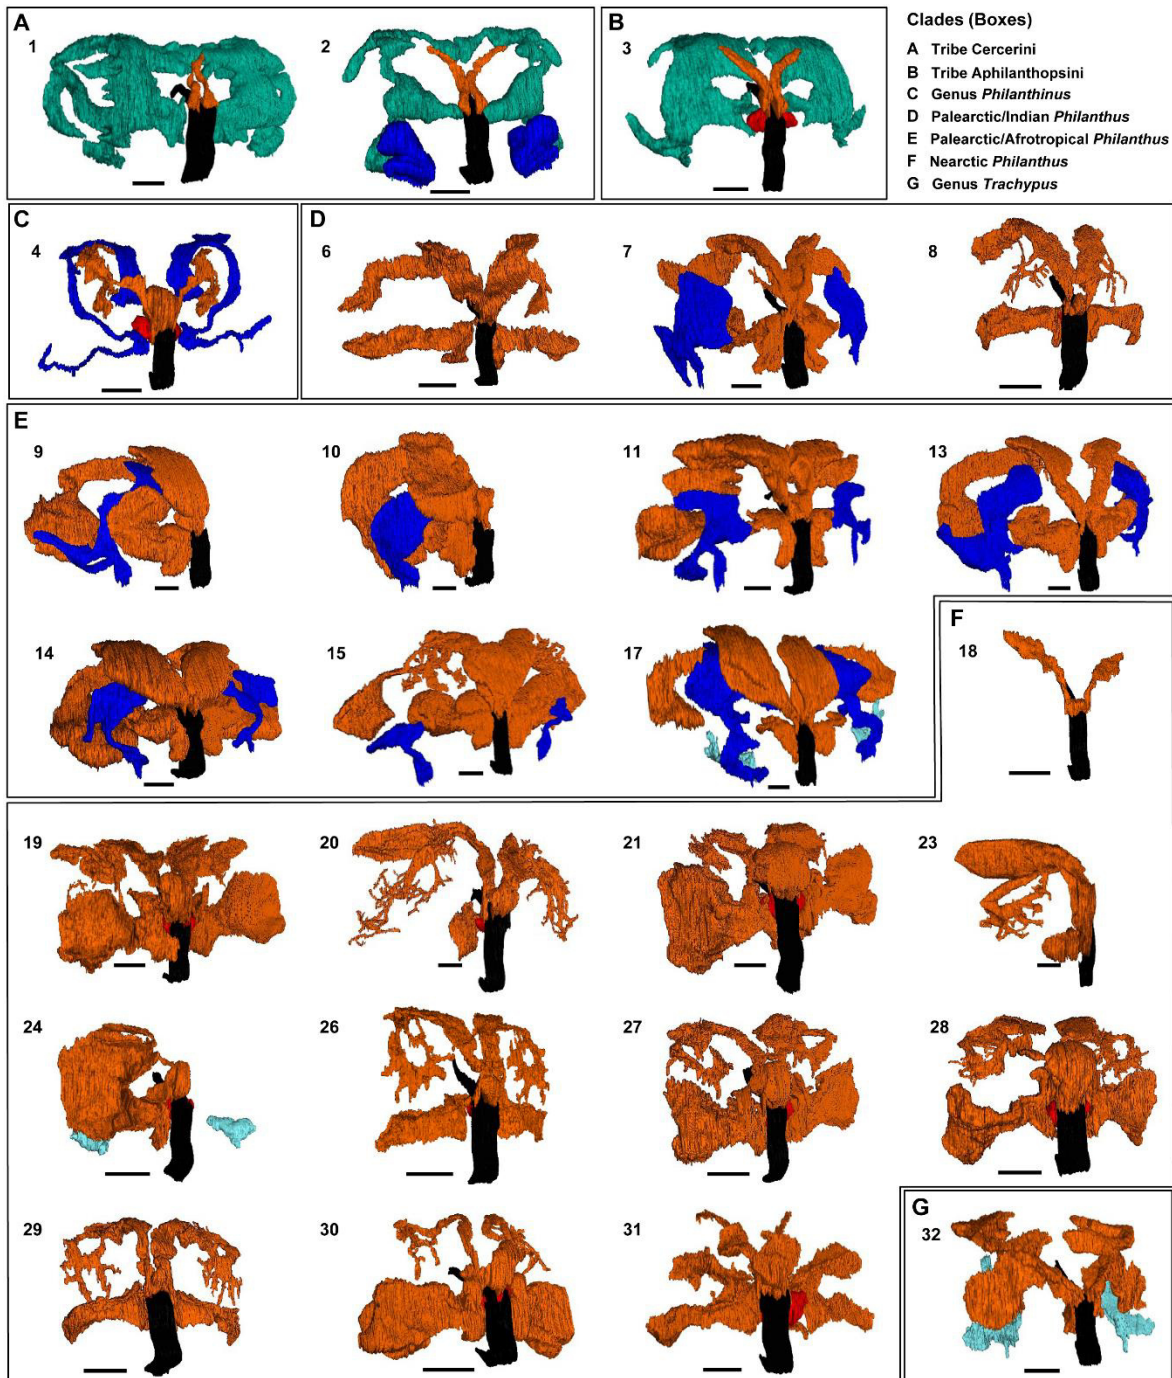 A
1
2
B
3
Clades (Boxes)
A Tribe Cercerini
B Tribe Aphilanthopsini
C Genus Philanthinus
D Palearctic/Indian Philanthus
E Palearctic/Afrotropical Philanthus
F Nearctic Philanthus
G Genus Trachypus
C
4
D
6
7
8
E
9
10
11
13
14
15
17
F
18
19
20
21
23
24
26
27
28
29
30
31
G
32